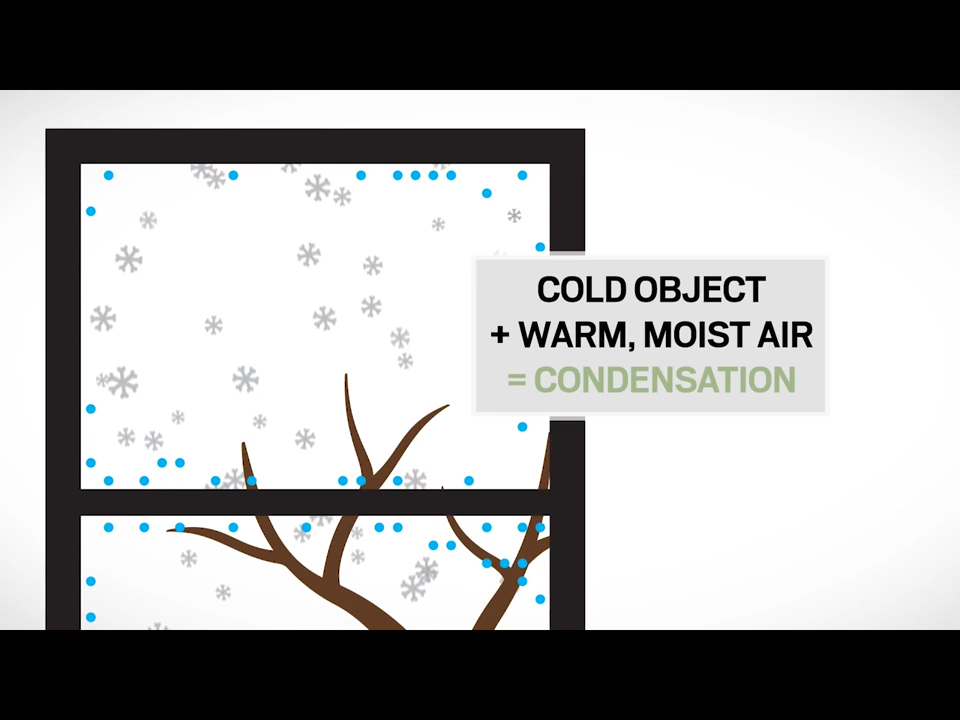 COLD OBJECT
+ WARM, MOIST AIR
= CONDENSATION